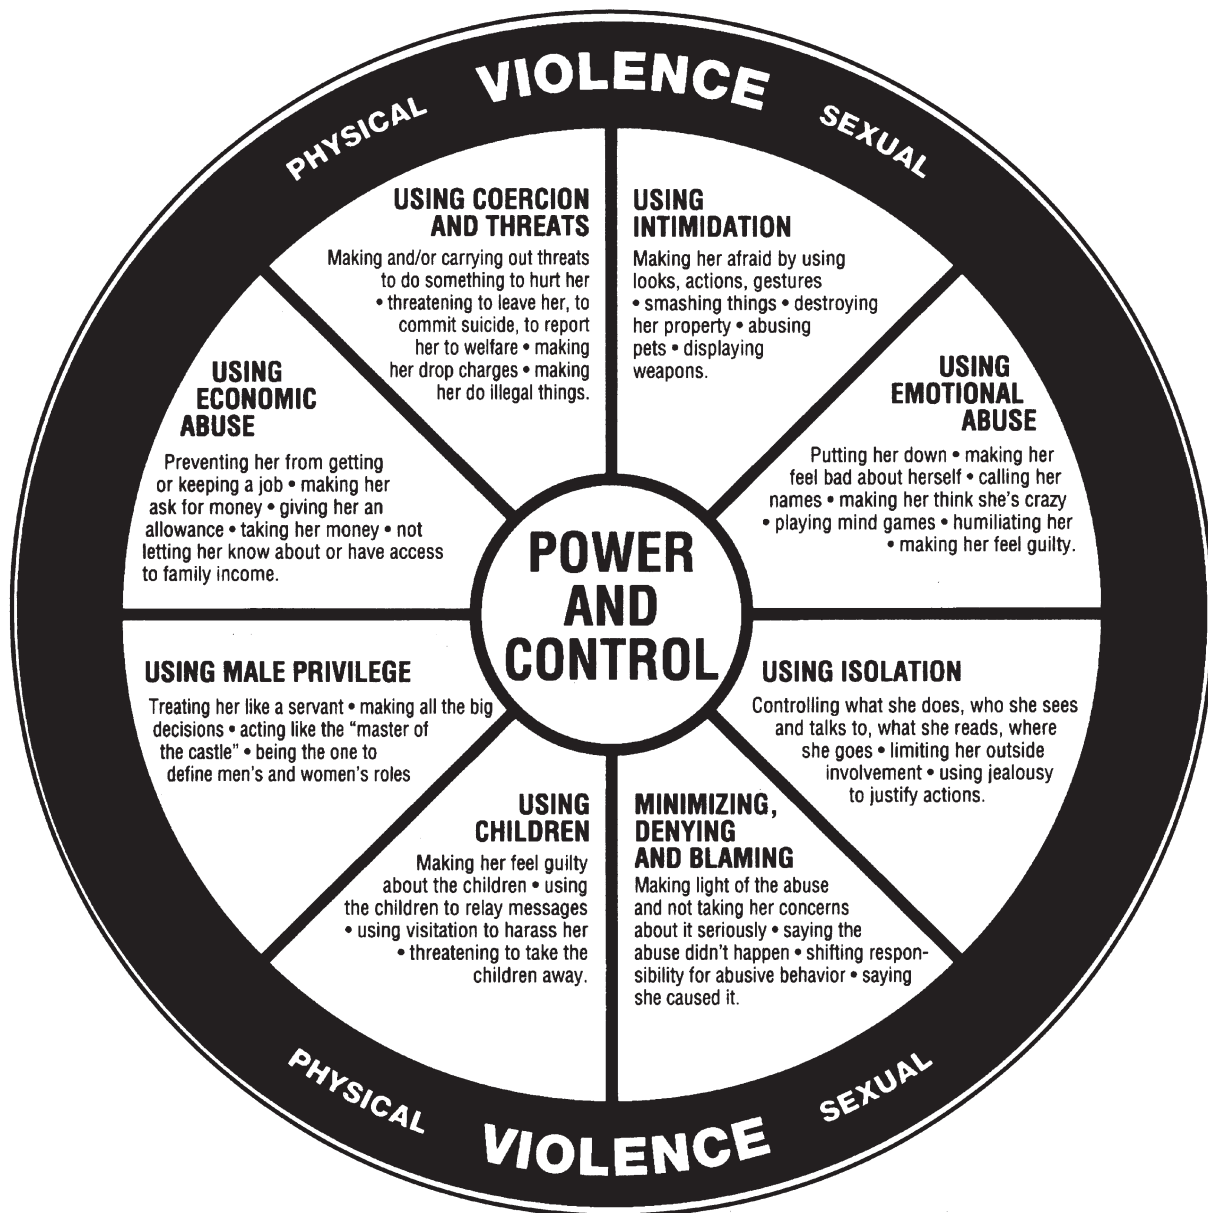 PHYSICAL VIOLENCE SEXUAL
USING COERCION
AND THREATS
Making and/or carrying out threats
to do something to hurt her
• threatening to leave her, to
commit suicide, to report
her to welfare • making
her drop charges • making
her do illegal things.
USING
INTIMIDATION
Making her afraid by using
looks, actions, gestures
• smashing things • destroying
her property • abusing
pets • displaying
weapons.
USING
EMOTIONAL
ABUSE
Putting her down • making her
feel bad about herself • calling her
names • making her think she's crazy
• playing mind games • humiliating her
• making her feel guilty.
USING ISOLATION
Controlling what she does, who she sees
and talks to, what she reads, where
she goes • limiting her outside
involvement • using jealousy
to justify actions.
MINIMIZING,
DENYING
AND BLAMING
Making light of the abuse
and not taking her concerns
about it seriously • saying the
abuse didn't happen • shifting respon-
sibility for abusive behavior • saying
she caused it.
USING
CHILDREN
Making her feel guilty
about the children • using
the children to relay messages
• using visitation to harass her
• threatening to take the
children away.
USING MALE PRIVILEGE
Treating her like a servant • making all the big
decisions • acting like the "master of
the castle" • being the one to
define men's and women's roles
USING
ECONOMIC
ABUSE
Preventing her from getting
or keeping a job • making her
ask for money • giving her an
allowance • taking her money • not
letting her know about or have access
to family income.
POWER
AND
CONTROL
PHYSICAL VIOLENCE SEXUAL